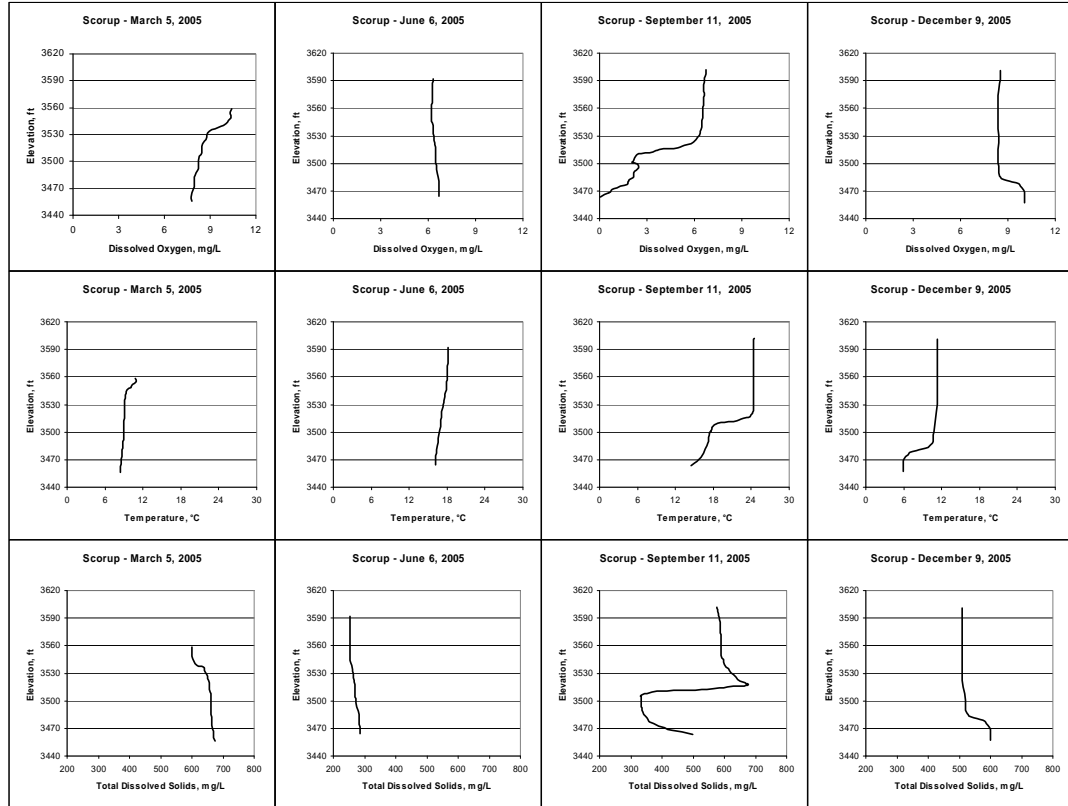 Scorup - March 5, 2005
3620
3590
3560
3530
3500
3470
3440
Elevation, ft
0 3 6 9 12
Dissolved Oxygen, mg/L
Scorup - June 6, 2005
3620
3590
3560
3530
3500
3470
3440
Elevation, ft
0 3 6 9 12
Dissolved Oxygen, mg/L
Scorup - September 11, 2005
3620
3590
3560
3530
3500
3470
3440
Elevation, ft
0 3 6 9 12
Dissolved Oxygen, mg/L
Scorup - December 9, 2005
3620
3590
3560
3530
3500
3470
3440
Elevation, ft
0 3 6 9 12
Dissolved Oxygen, mg/L
Scorup - March 5, 2005
3620
3590
3560
3530
3500
3470
3440
Elevation, ft
0 6 12 18 24 30
Temperature, °C
Scorup - June 6, 2005
3620
3590
3560
3530
3500
3470
3440
Elevation, ft
0 6 12 18 24 30
Temperature, °C
Scorup - September 11, 2005
3620
3590
3560
3530
3500
3470
3440
Elevation, ft
0 6 12 18 24 30
Temperature, °C
Scorup - December 9, 2005
3620
3590
3560
3530
3500
3470
3440
Elevation, ft
0 6 12 18 24 30
Temperature, °C
Scorup - March 5, 2005
3620
3590
3560
3530
3500
3470
3440
Elevation, ft
200 300 400 500 600 700 800
Total Dissolved Solids, mg/L
Scorup - June 6, 2005
3620
3590
3560
3530
3500
3470
3440
Elevation, ft
200 300 400 500 600 700 800
Total Dissolved Solids, mg/L
Scorup - September 11, 2005
3620
3590
3560
3530
3500
3470
3440
Elevation, ft
200 300 400 500 600 700 800
Total Dissolved Solids, mg/L
Scorup - December 9, 2005
3620
3590
3560
3530
3500
3470
3440
Elevation, ft
200 300 400 500 600 700 800
Total Dissolved Solids, mg/L